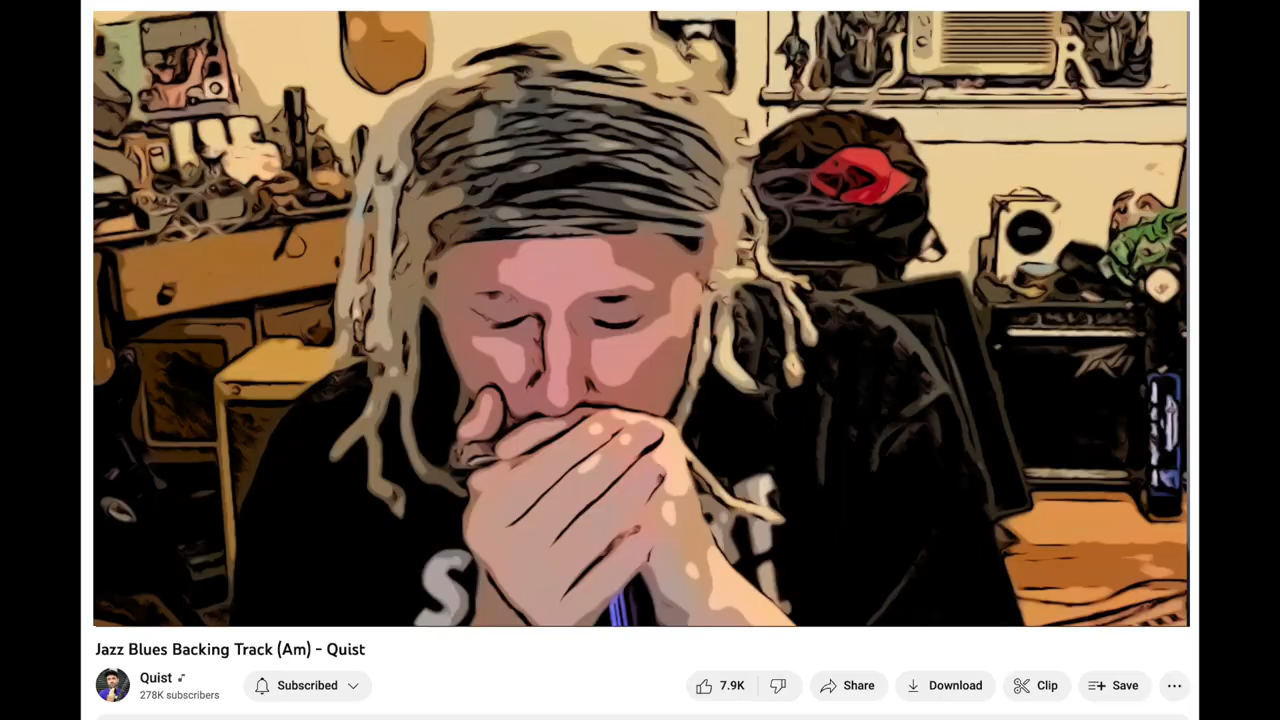 J R
S
Jazz Blues Backing Track (Am) - Quist
Quist
278K subscribers
Subscribed
7.9K
Share
Download
Clip
Save